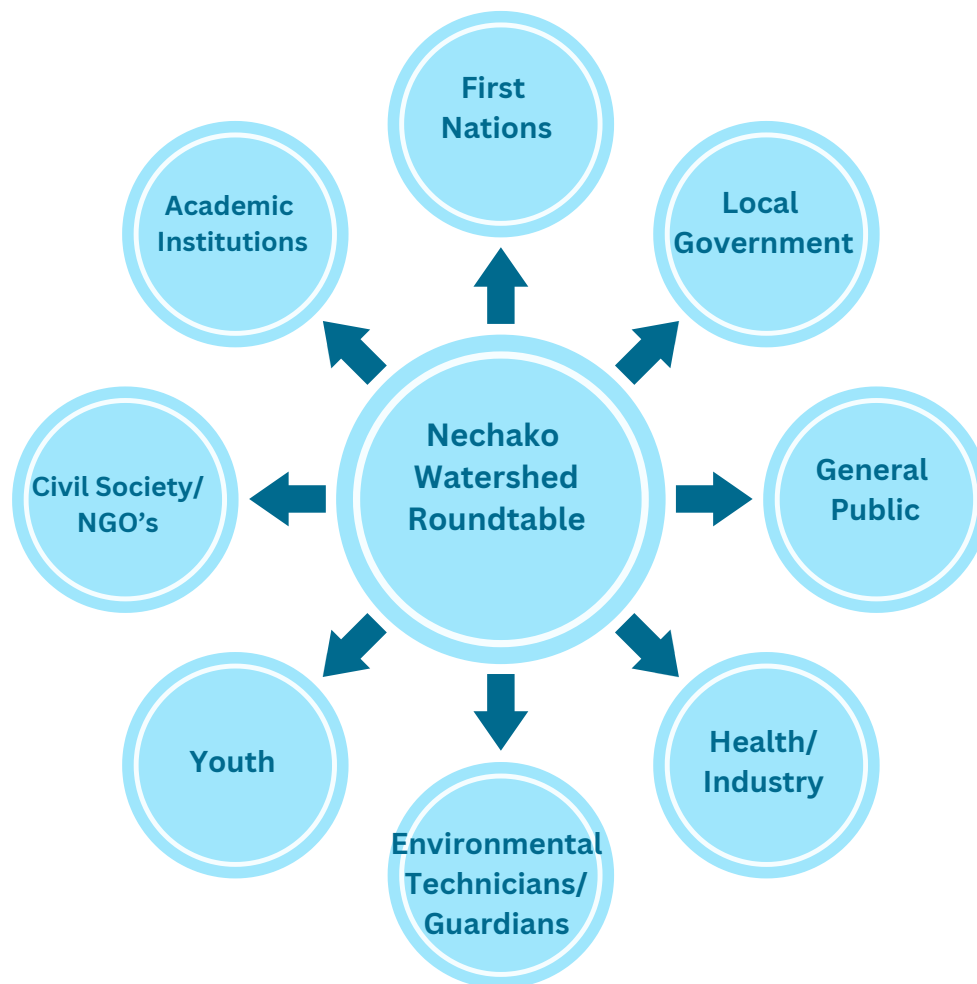 First
Nations
Academic
Institutions
Local
Government
Nechako
Watershed
Roundtable
Civil Society/
NGO’s
General
Public
Youth
Health/
Industry
Environmental
Technicians/
Guardians